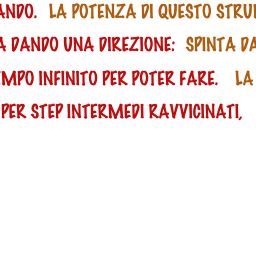 ANDO. LA POTENZA DI QUESTO STRU
A DANDO UNA DIREZIONE: SPINTA DA
EMPO INFINITO PER POTER FARE. LA
PER STEP INTERMEDI RAVVICINATI,